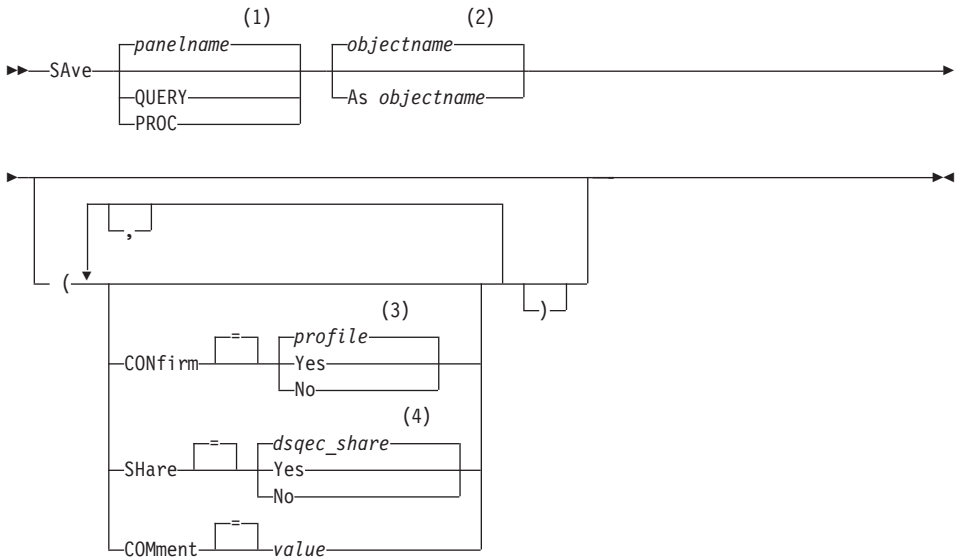 (1) (2)
panelname objectname
SAve
QUERY As objectname
PROC
,
( )
(3)
= profile
CONfirm Yes
No
(4)
= dsqec_share
SHare Yes
No
=
COMment value